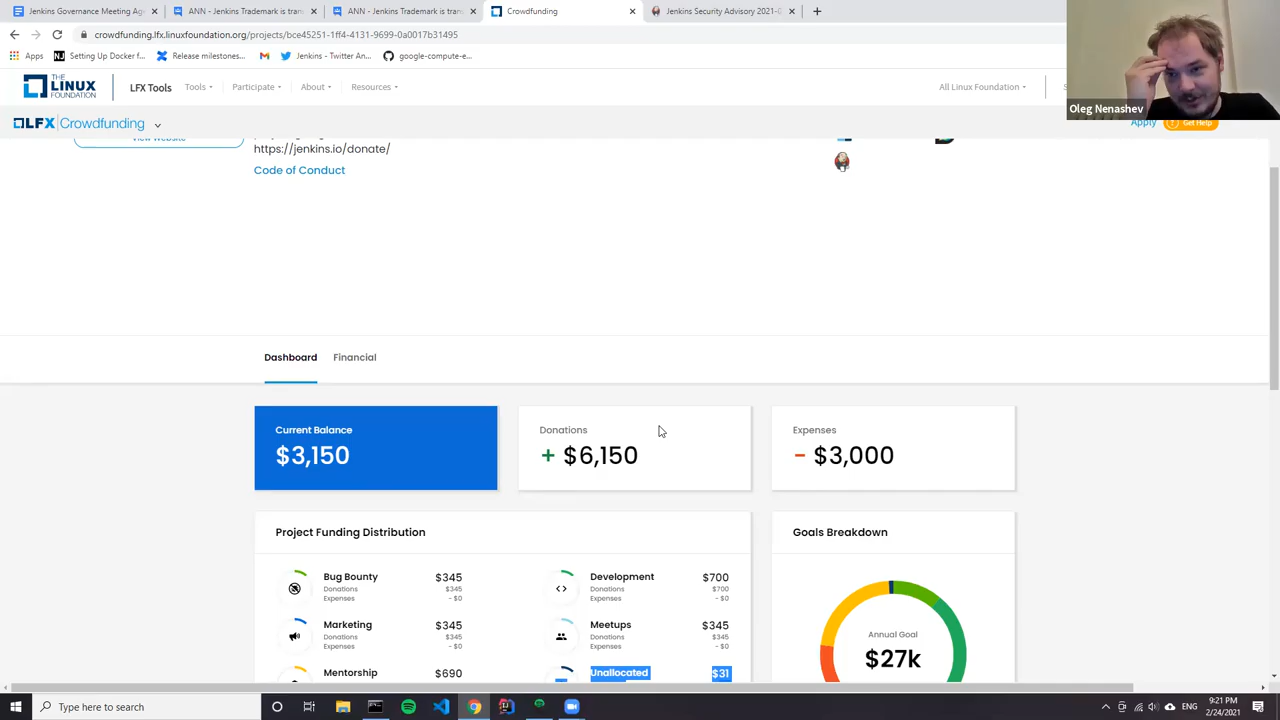 Jenkins Governance Meeting Ag
ANN - Jenkins Trademark is tran
ANN - Jenkins Trademark is tran
Crowdfunding
Jenkins Security Advisory 2021-0
crowdfunding.lfx.linuxfoundation.org/projects/bce45251-1ff4-4131-9699-0a0017b31495
Apps
Setting Up Docker f...
Release milestones...
Jenkins - Twitter An...
google-compute-e...
THE LINUX FOUNDATION
LFX Tools
Tools
Participate
About
Resources
All Linux Foundation
Oleg Nenashev
LFX Crowdfunding
Apply
Get Help
View Website
https://jenkins.io/donate/
Code of Conduct
Dashboard
Financial
Current Balance
$3,150
Donations
+ $6,150
Expenses
- $3,000
Project Funding Distribution
Goals Breakdown
Bug Bounty $345
Donations $345
Expenses - $0
Development $700
Donations $700
Expenses - $0
Marketing $345
Donations $345
Expenses - $0
Meetups $345
Donations $345
Expenses - $0
Mentorship $690
Unallocated $31
Annual Goal
$27k
Type here to search
ENG
9:21 PM
2/24/2021